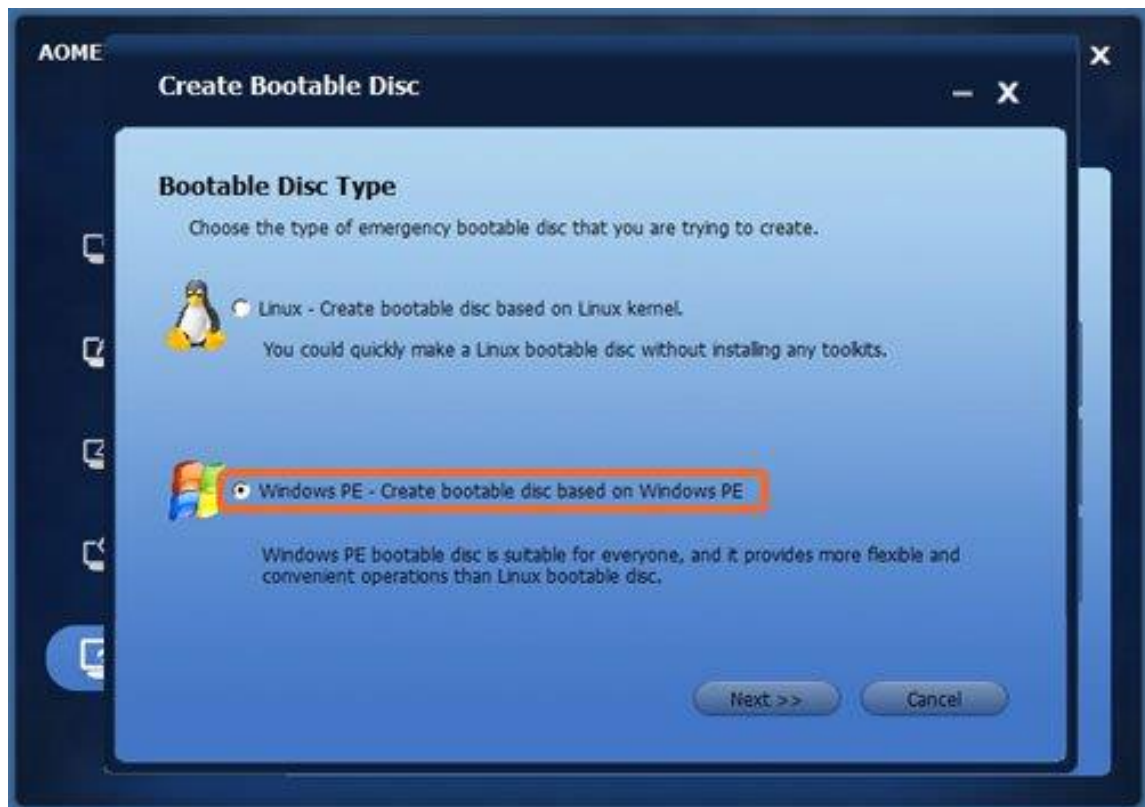 AOME
X
Create Bootable Disc
– X
Bootable Disc Type
Choose the type of emergency bootable disc that you are trying to create.
Linux - Create bootable disc based on Linux kernel.
You could quickly make a Linux bootable disc without installing any toolkits.
Windows PE - Create bootable disc based on Windows PE
Windows PE bootable disc is suitable for everyone, and it provides more flexible and
convenient operations than Linux bootable disc.
Next >>
Cancel